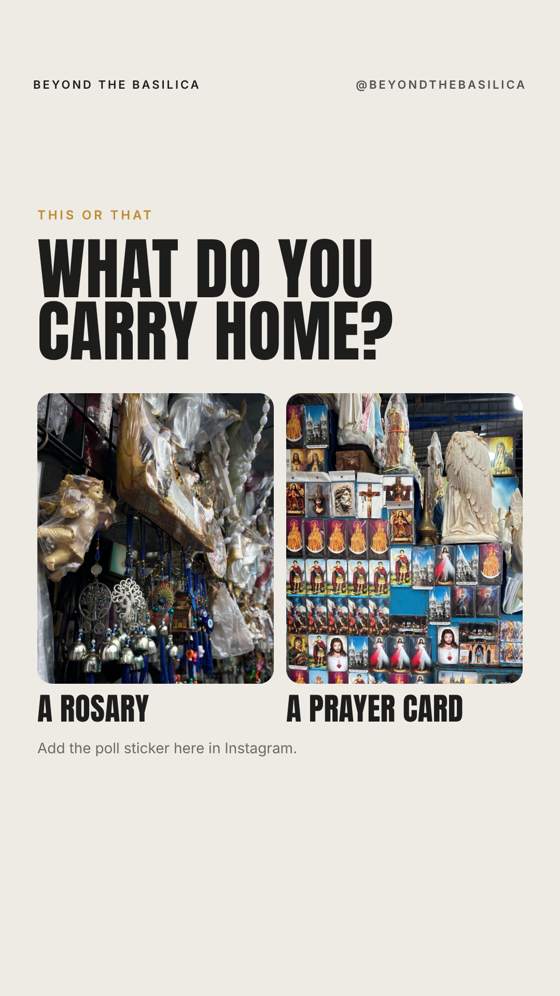 BEYOND THE BASILICA
@BEYONDTHEBASILICA
THIS OR THAT
WHAT DO YOU
CARRY HOME?
A ROSARY
A PRAYER CARD
Add the poll sticker here in Instagram.